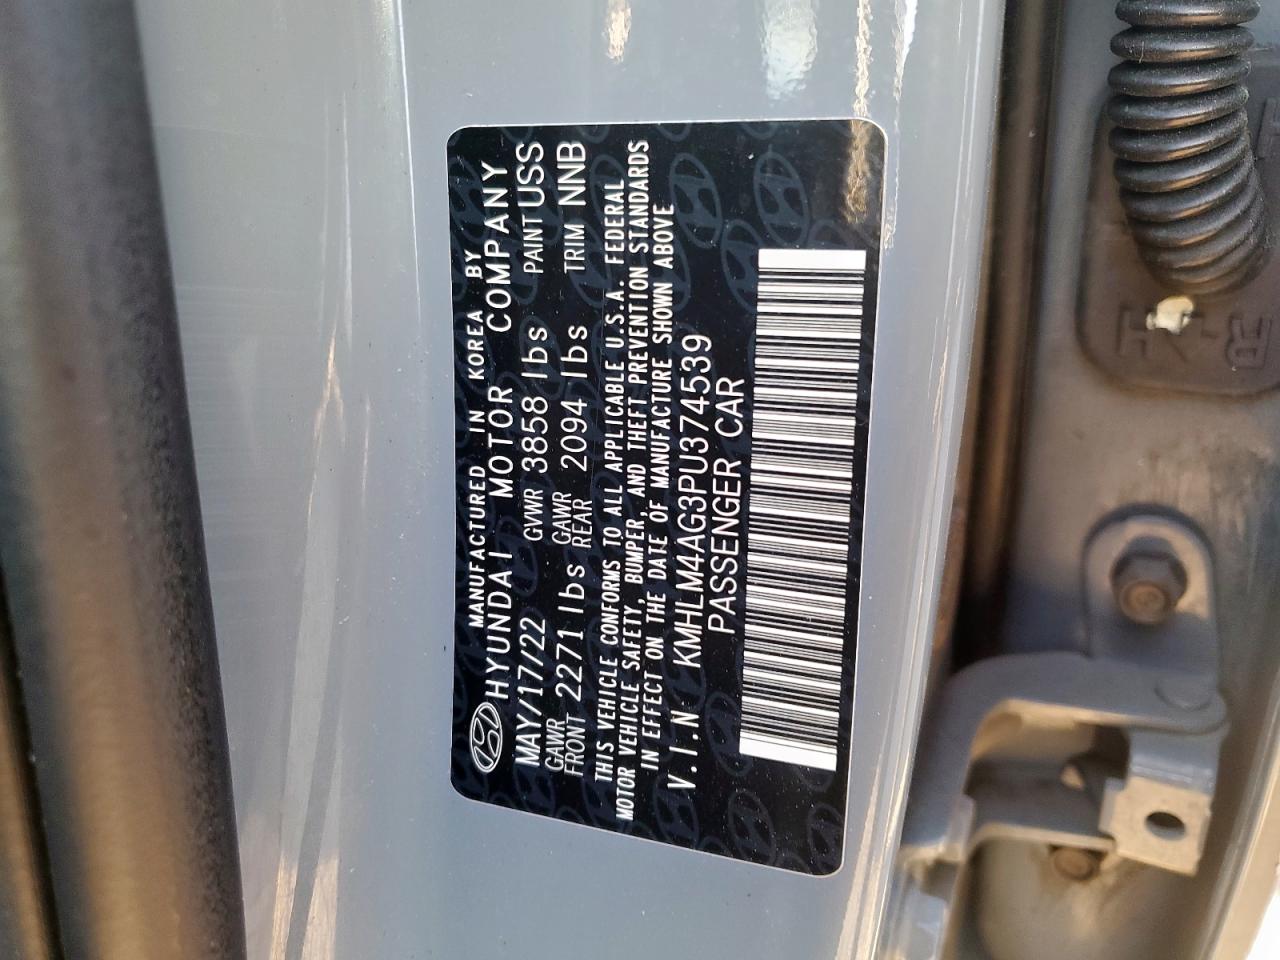 MANUFACTURED IN KOREA BY
HYUNDAI MOTOR COMPANY
MAY/17/22 GVWR 3858 lbs PAINT USS
GAWR FRONT 2271 lbs GAWR REAR 2094 lbs TRIM NNB
THIS VEHICLE CONFORMS TO ALL APPLICABLE U.S.A. FEDERAL
MOTOR VEHICLE SAFETY, BUMPER, AND THEFT PREVENTION STANDARDS
IN EFFECT ON THE DATE OF MANUFACTURE SHOWN ABOVE
V.I.N KMHLM4AG3PU374539
PASSENGER CAR
R-H